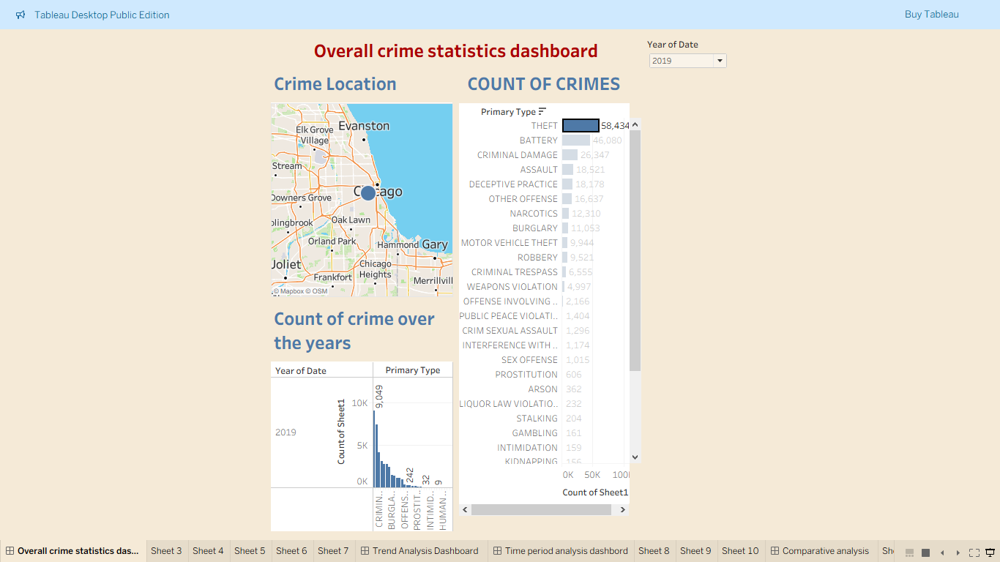 Tableau Desktop Public Edition
Buy Tableau
Overall crime statistics dashboard
Year of Date
2019
Crime Location
Evanston
Elk Grove
Village
Stream
Chicago
Downers Grove
olingbrook
Oak Lawn
Orland Park
Hammond
Gary
Joliet
Chicago
Heights
Frankfort
Merrillvil
© Mapbox © OSM
COUNT OF CRIMES
Primary Type
THEFT 58,434
BATTERY 46,080
CRIMINAL DAMAGE 26,347
ASSAULT 18,521
DECEPTIVE PRACTICE 18,178
OTHER OFFENSE 16,637
NARCOTICS 12,310
BURGLARY 11,053
MOTOR VEHICLE THEFT 9,944
ROBBERY 9,521
CRIMINAL TRESPASS 6,555
WEAPONS VIOLATION 4,997
OFFENSE INVOLVING .. 2,166
PUBLIC PEACE VIOLATI.. 1,404
CRIM SEXUAL ASSAULT 1,296
INTERFERENCE WITH .. 1,174
SEX OFFENSE 1,015
PROSTITUTION 606
ARSON 362
LIQUOR LAW VIOLATIO.. 232
STALKING 204
GAMBLING 161
INTIMIDATION 159
KIDNAPPING 156
0K 50K 100
Count of Sheet1
Count of crime over
the years
Year of Date
Primary Type
2019
Count of Sheet1
10K
5K
0K
9,049
242
32
9
CRIMIN..
BURGLA..
OFFENS..
PROSTIT..
INTIMID..
HUMAN ..
Overall crime statistics das... Sheet 3 Sheet 4 Sheet 5 Sheet 6 Sheet 7 Trend Analysis Dashboard Time period analysis dashbord Sheet 8 Sheet 9 Sheet 10 Comparative analysis Sh